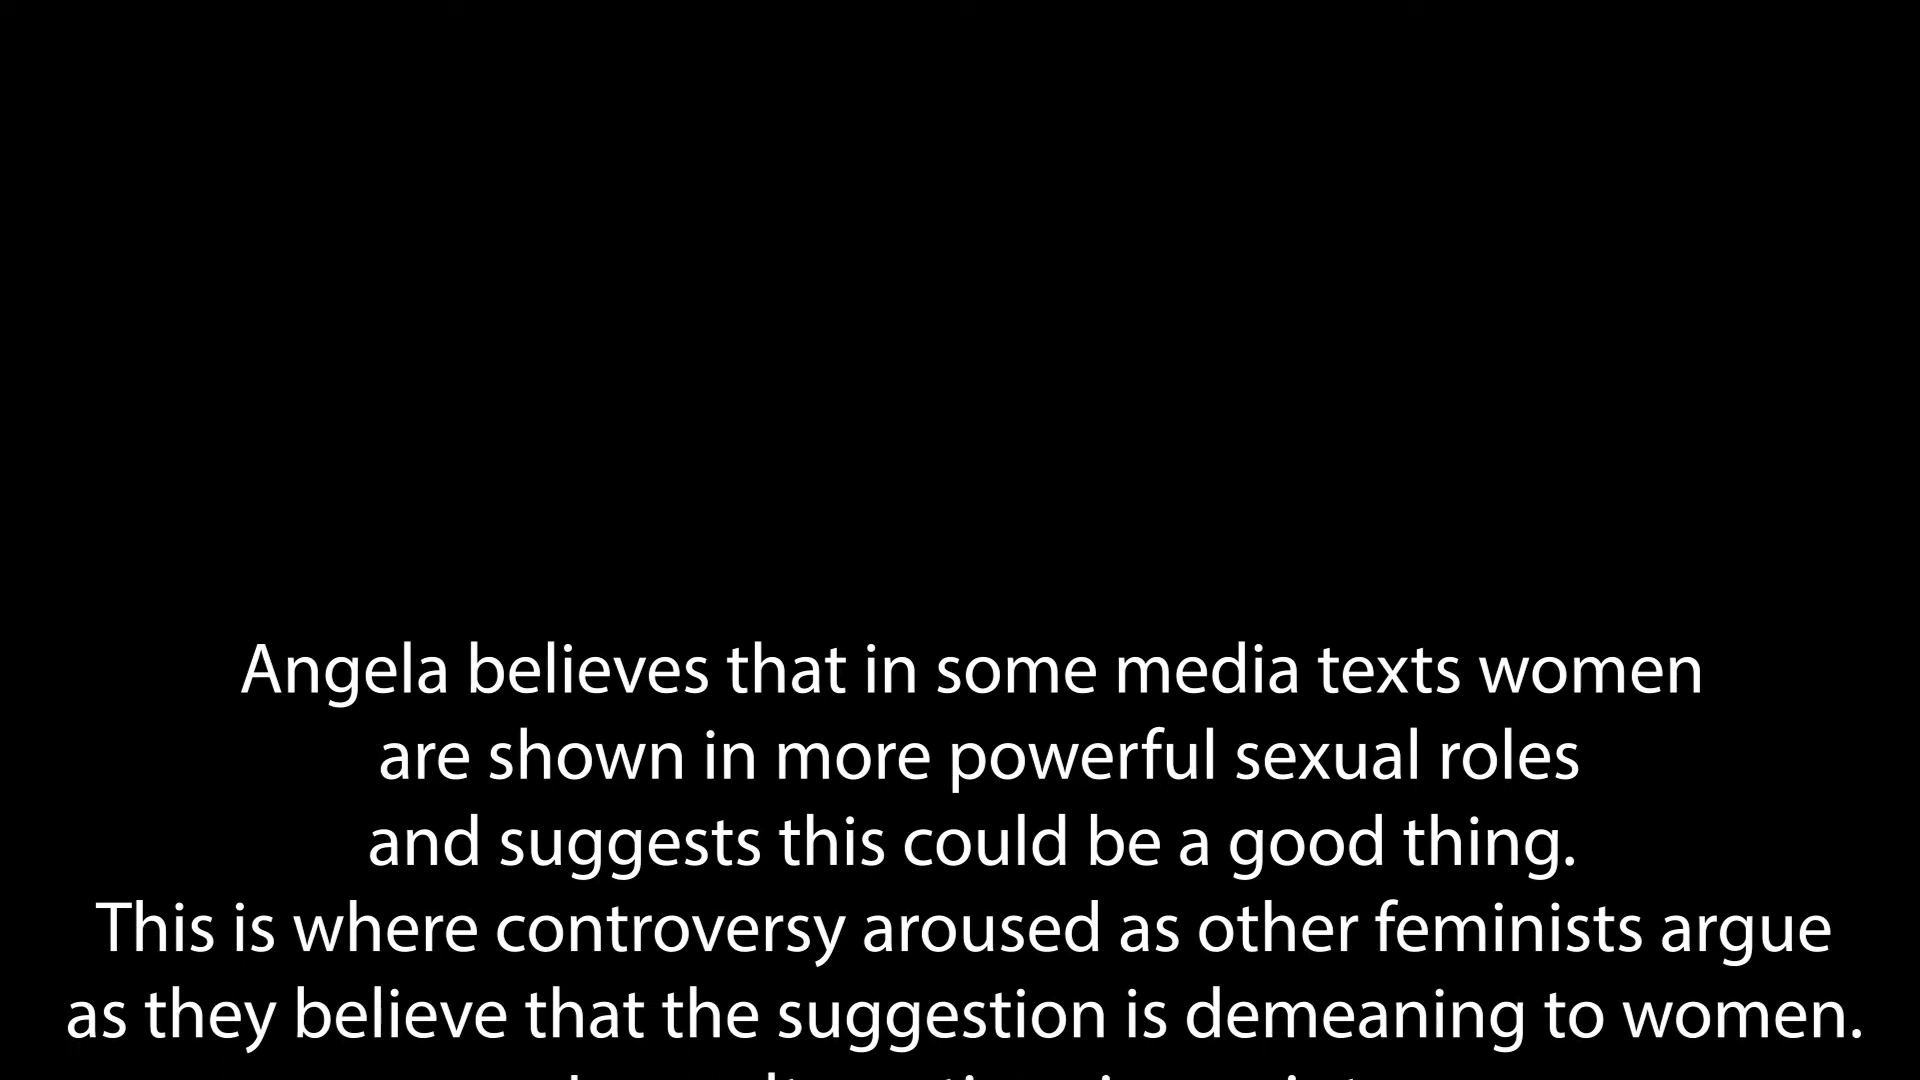 Angela believes that in some media texts women
are shown in more powerful sexual roles
and suggests this could be a good thing.
This is where controversy aroused as other feminists argue
as they believe that the suggestion is demeaning to women.